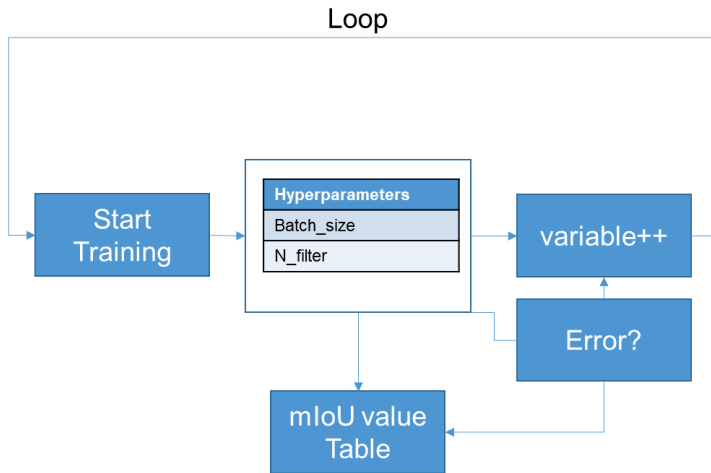 Loop
Start
Training
Hyperparameters
Batch_size
N_filter
variable++
Error?
mIoU value
Table